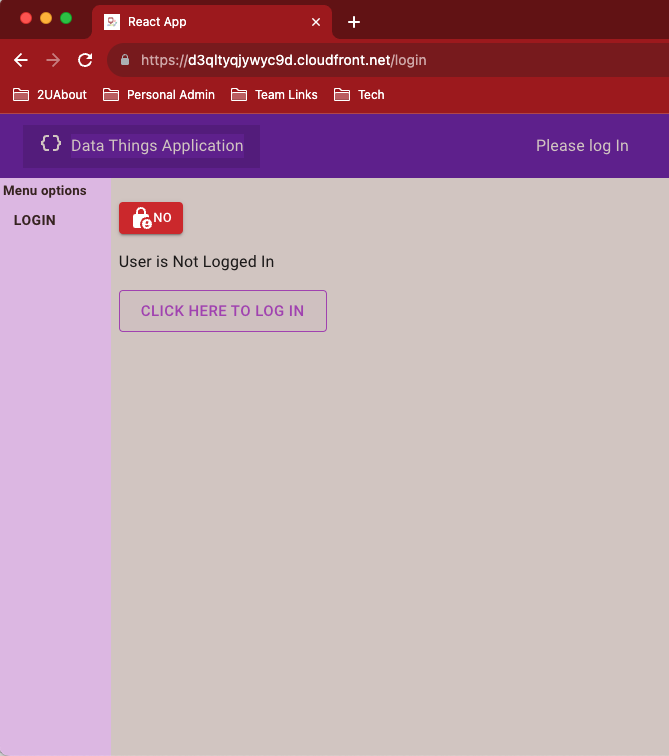 React App
https://d3qltyqjywyc9d.cloudfront.net/login
2UAbout Personal Admin Team Links Tech
{} Data Things Application Please log In
Menu options
LOGIN
NO
User is Not Logged In
CLICK HERE TO LOG IN